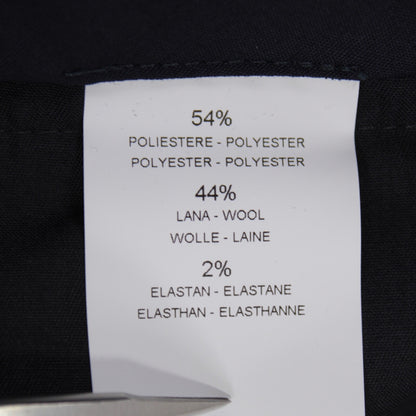 54%
POLIESTERE - POLYESTER
POLYESTER - POLYESTER
44%
LANA - WOOL
WOLLE - LAINE
2%
ELASTAN - ELASTANE
ELASTHAN - ELASTHANNE